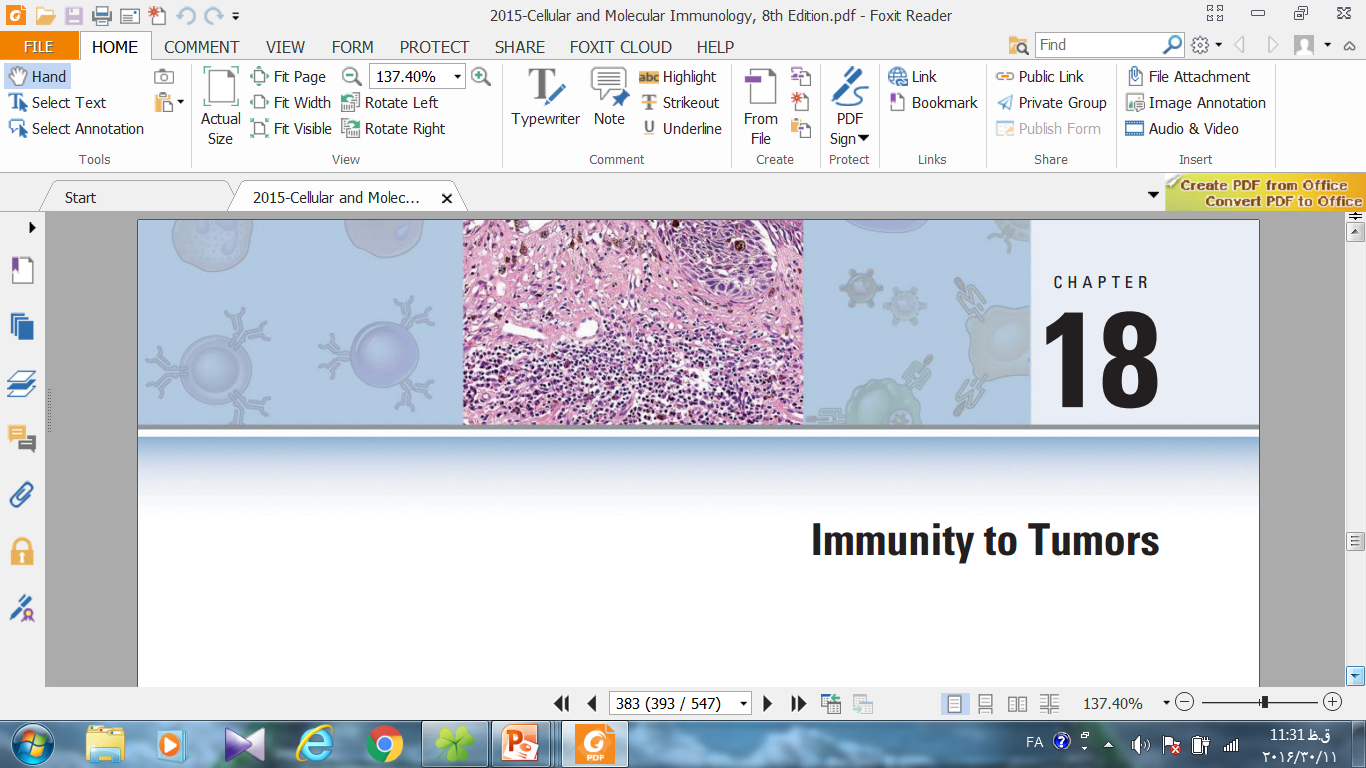 2015-Cellular and Molecular Immunology, 8th Edition.pdf - Foxit Reader
FILE HOME COMMENT VIEW FORM PROTECT SHARE FOXIT CLOUD HELP Find
Hand
Select Text
Select Annotation
Tools
Actual Size
Fit Page
Fit Width
Fit Visible
137.40%
Rotate Left
Rotate Right
View
Typewriter
Note
abc Highlight
T Strikeout
U Underline
Comment
From File
Create
PDF Sign
Protect
Link
Bookmark
Links
Public Link
Private Group
Publish Form
Share
File Attachment
Image Annotation
Audio & Video
Insert
Start
2015-Cellular and Molec...
Create PDF from Office
Convert PDF to Office
CHAPTER
18
Immunity to Tumors
383 (393 / 547)
137.40%
FA
11:31 ق.ظ
۲۰۱۶/۳۰/۱۱